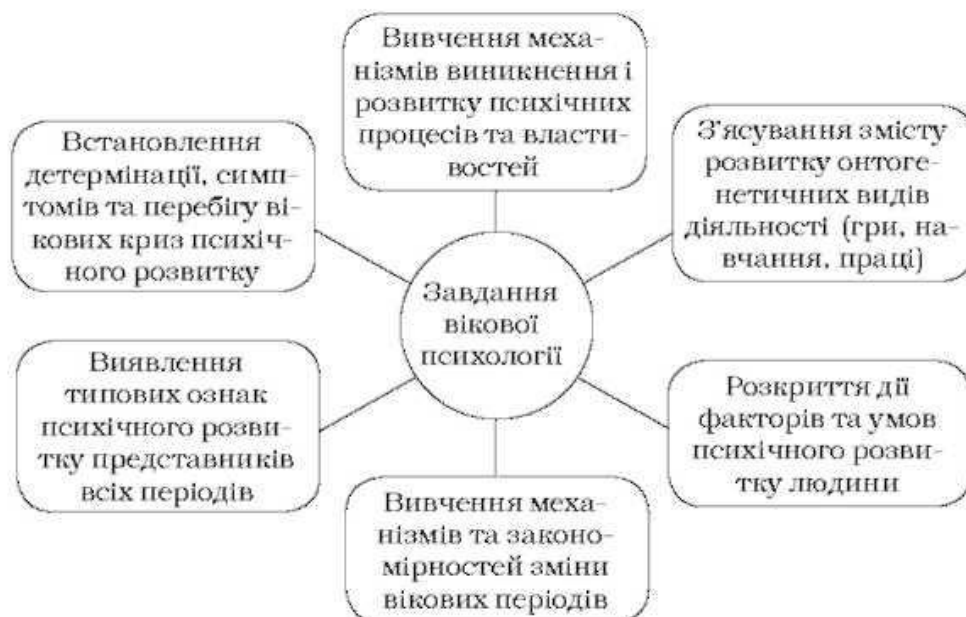 Вивчення меха-
нізмів виникнення і
розвитку психічних
процесів та власти-
востей
Встановлення
детермінації, симп-
томів та перебігу ві-
кових криз психіч-
ного розвитку
З'ясування змісту
розвитку онтоге-
нетичних видів
діяльності (гри, на-
вчання, праці)
Завдання
вікової
психології
Виявлення
типових ознак
психічного розви-
тку представників
всіх періодів
Розкриття дії
факторів та умов
психічного розви-
тку людини
Вивчення меха-
нізмів та законо-
мірностей зміни
вікових періодів